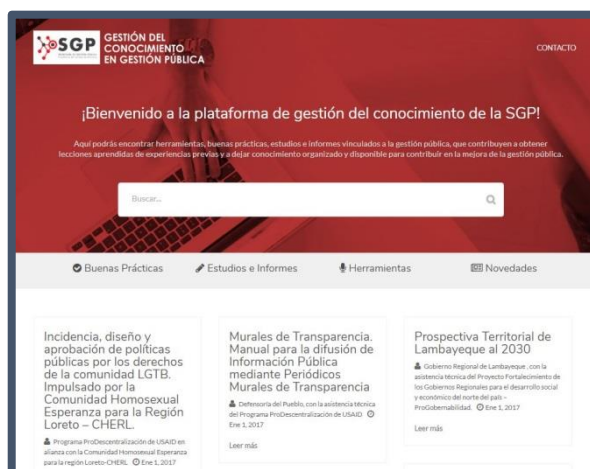 SGP
GESTIÓN DEL
CONOCIMIENTO
EN GESTIÓN PÚBLICA
CONTACTO
¡Bienvenido a la plataforma de gestión del conocimiento de la SGP!
Aquí podrás encontrar herramientas, buenas prácticas, estudios e informes vinculados a la gestión pública, que contribuyen a obtener
lecciones aprendidas de experiencias previas y a dejar conocimiento organizado y disponible para contribuir en la mejora de la gestión pública.
Buscar...
Buenas Prácticas
Estudios e Informes
Herramientas
Novedades
Incidencia, diseño y
aprobación de políticas
públicas por los derechos
de la comunidad LGTB.
Impulsado por la
Comunidad Homosexual
Esperanza para la Región
Loreto – CHERL.
Programa ProDescentralización de USAID en
alianza con la Comunidad Homosexual Esperanza
para la región Loreto-CHERL. Ene 1, 2017
Murales de Transparencia.
Manual para la difusión de
Información Pública
mediante Periódicos
Murales de Transparencia
Defensoría del Pueblo, con la asistencia técnica
del Programa ProDescentralización de USAID
Ene 1, 2017
Leer más
Prospectiva Territorial de
Lambayeque al 2030
Gobierno Regional de Lambayeque , con la
asistencia técnica del Proyecto Fortalecimiento de
los Gobiernos Regionales para el desarrollo social
y económico del norte del país –
ProGobernabilidad. Ene 1, 2017
Leer más